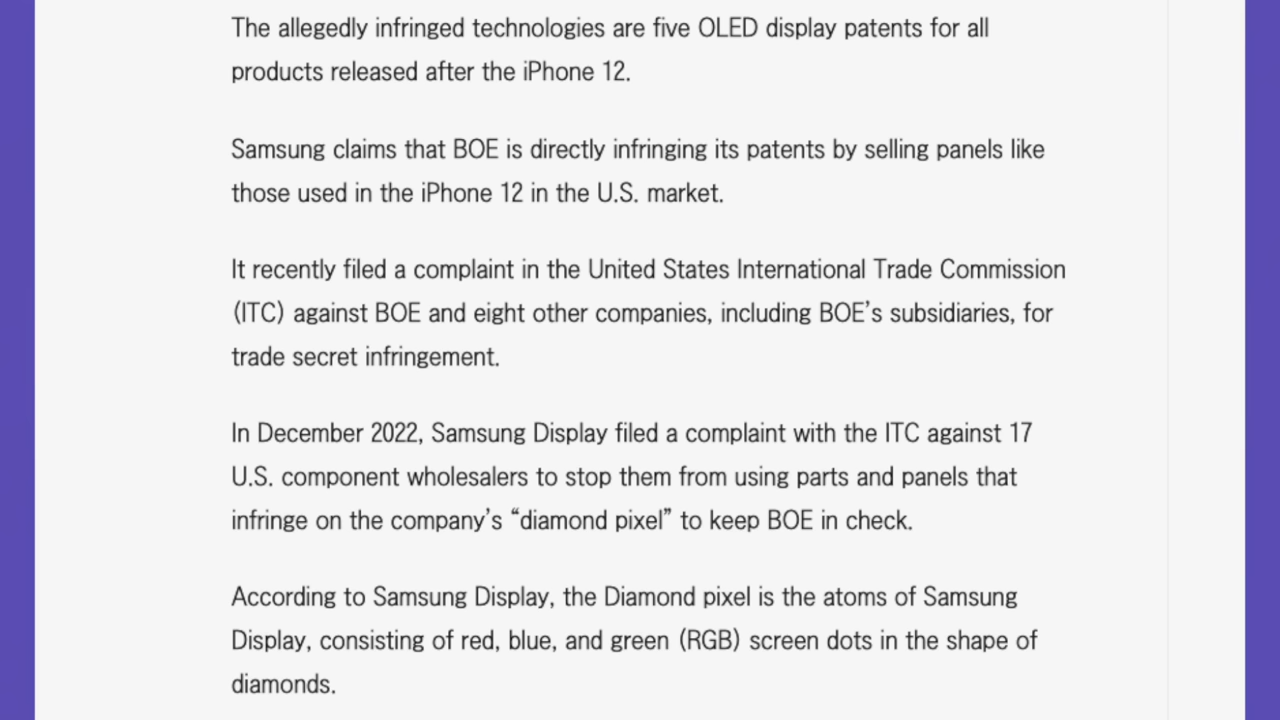 The allegedly infringed technologies are five OLED display patents for all
products released after the iPhone 12.
Samsung claims that BOE is directly infringing its patents by selling panels like
those used in the iPhone 12 in the U.S. market.
It recently filed a complaint in the United States International Trade Commission
(ITC) against BOE and eight other companies, including BOE’s subsidiaries, for
trade secret infringement.
In December 2022, Samsung Display filed a complaint with the ITC against 17
U.S. component wholesalers to stop them from using parts and panels that
infringe on the company’s “diamond pixel” to keep BOE in check.
According to Samsung Display, the Diamond pixel is the atoms of Samsung
Display, consisting of red, blue, and green (RGB) screen dots in the shape of
diamonds.